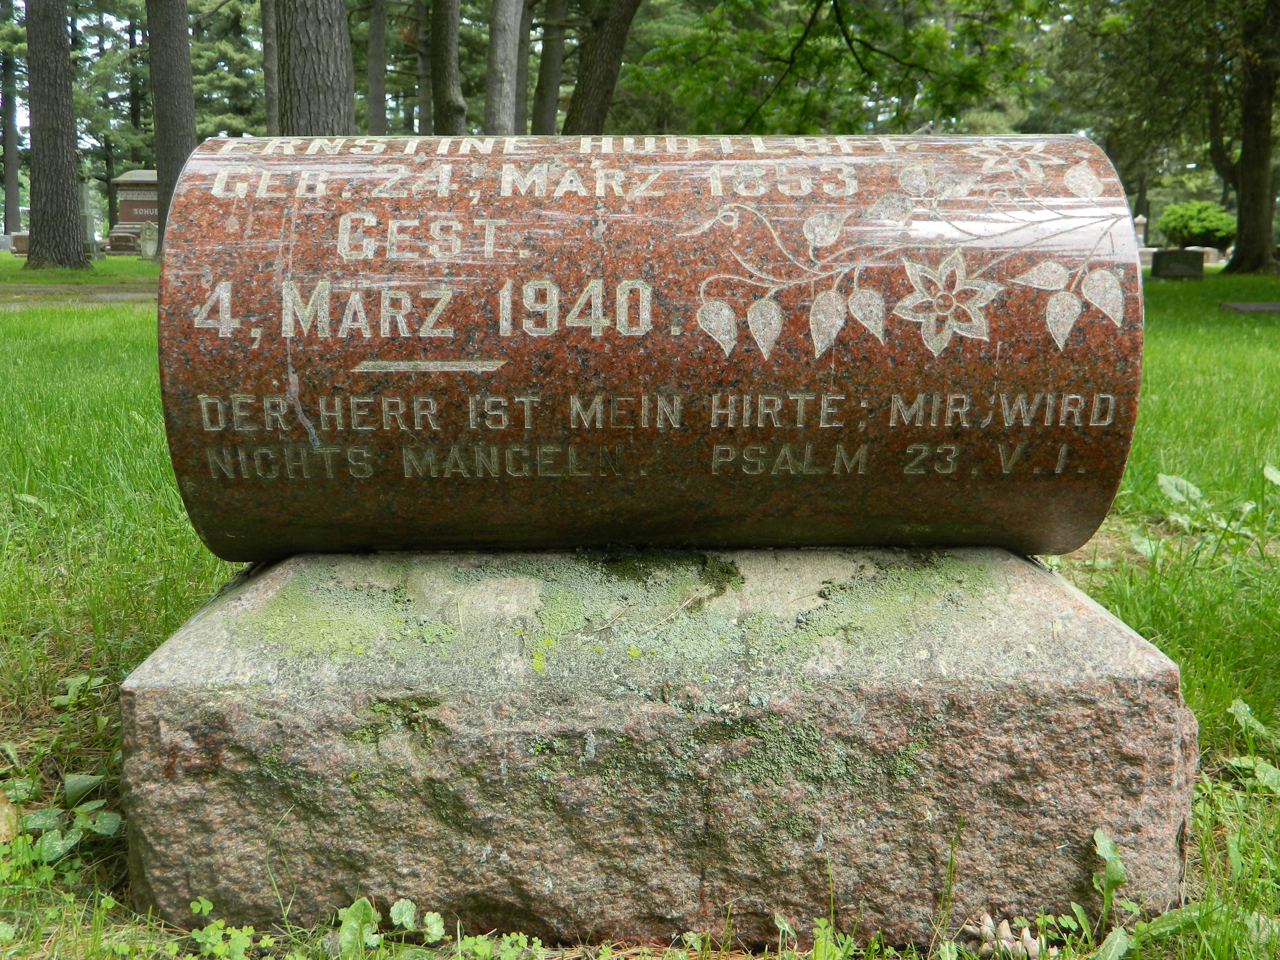 ERNSTINE
GEB. 24, MARZ 1853
GEST.
4, MARZ 1940.
DER HERR IST MEIN HIRTE; MIR, WIRD
NICHTS MANGELN. PSALM 23, V. 1.